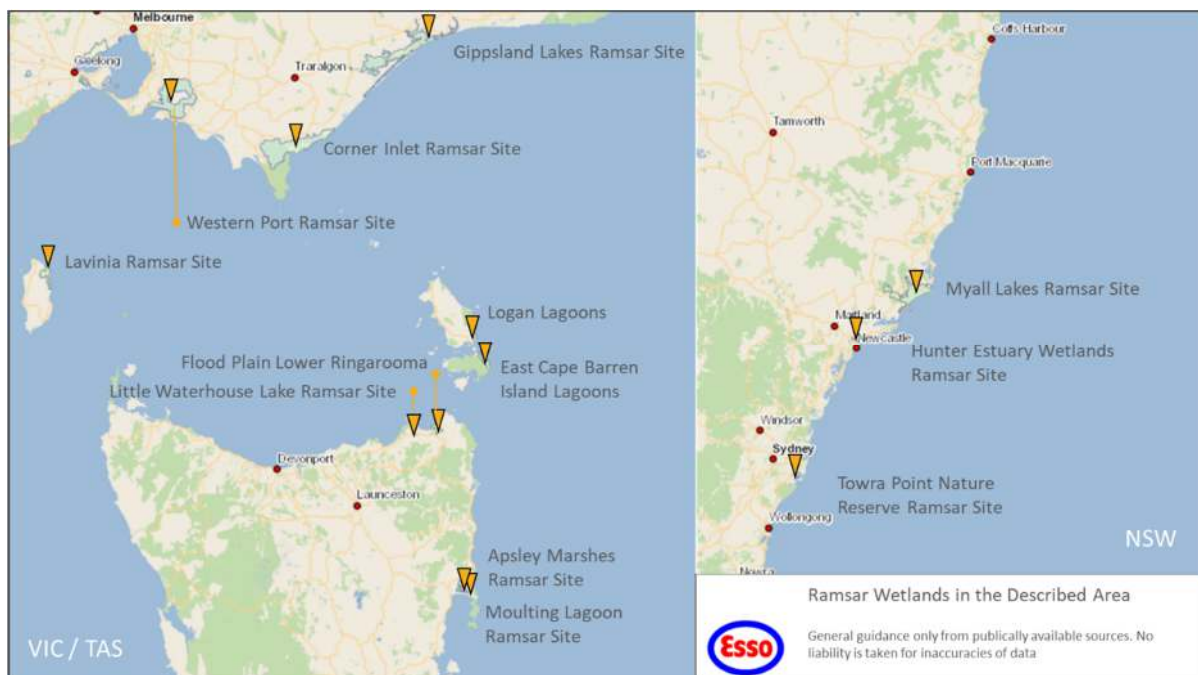 Melbourne
Geelong
Traralgon
Gippsland Lakes Ramsar Site
Corner Inlet Ramsar Site
Western Port Ramsar Site
Lavinia Ramsar Site
Logan Lagoons
Flood Plain Lower Ringarooma
East Cape Barren
Island Lagoons
Little Waterhouse Lake Ramsar Site
Devonport
Launceston
Apsley Marshes
Ramsar Site
Moulting Lagoon
Ramsar Site
VIC / TAS
Coffs Harbour
Tamworth
Port Macquarie
Myall Lakes Ramsar Site
Maitland
Newcastle
Hunter Estuary Wetlands
Ramsar Site
Windsor
Sydney
Towra Point Nature
Reserve Ramsar Site
Wollongong
Nowra
NSW
Ramsar Wetlands in the Described Area
Esso
General guidance only from publically available sources. No
liability is taken for inaccuracies of data